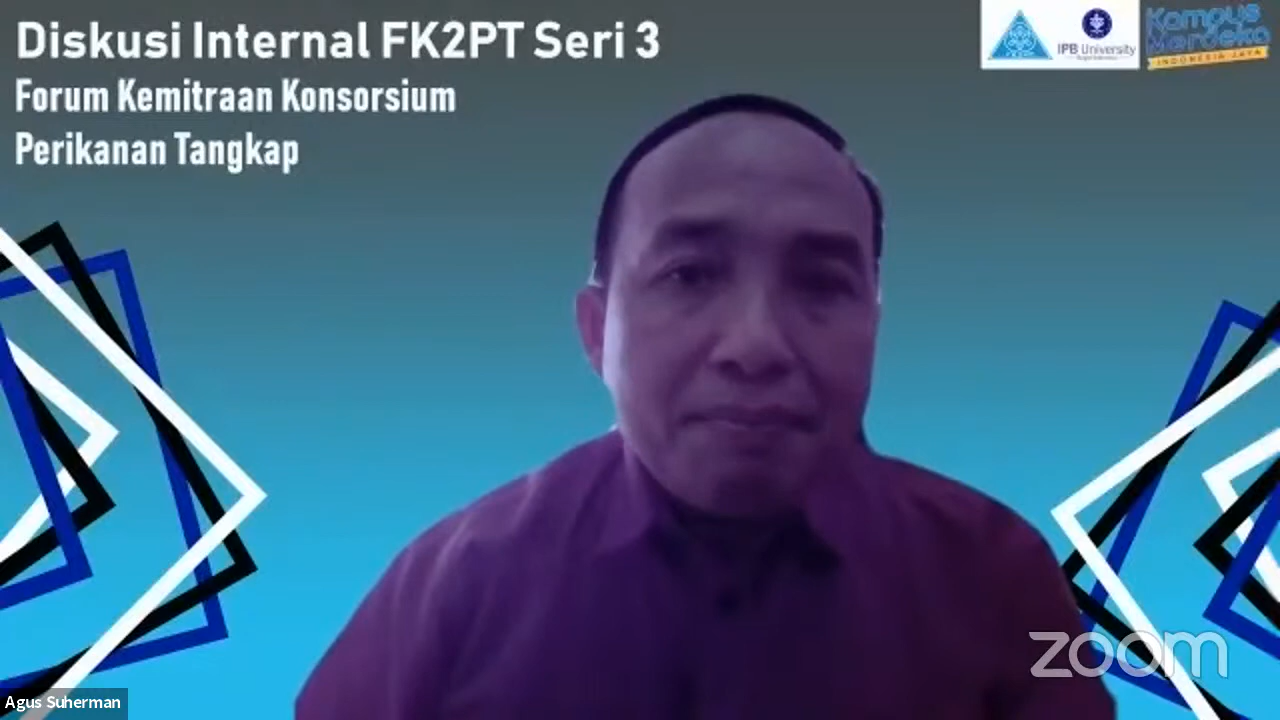 Diskusi Internal FK2PT Seri 3
Forum Kemitraan Konsorsium
Perikanan Tangkap
IPB University
Kampus
Merdeka
INDONESIA JAYA
zoom
Agus Suherman